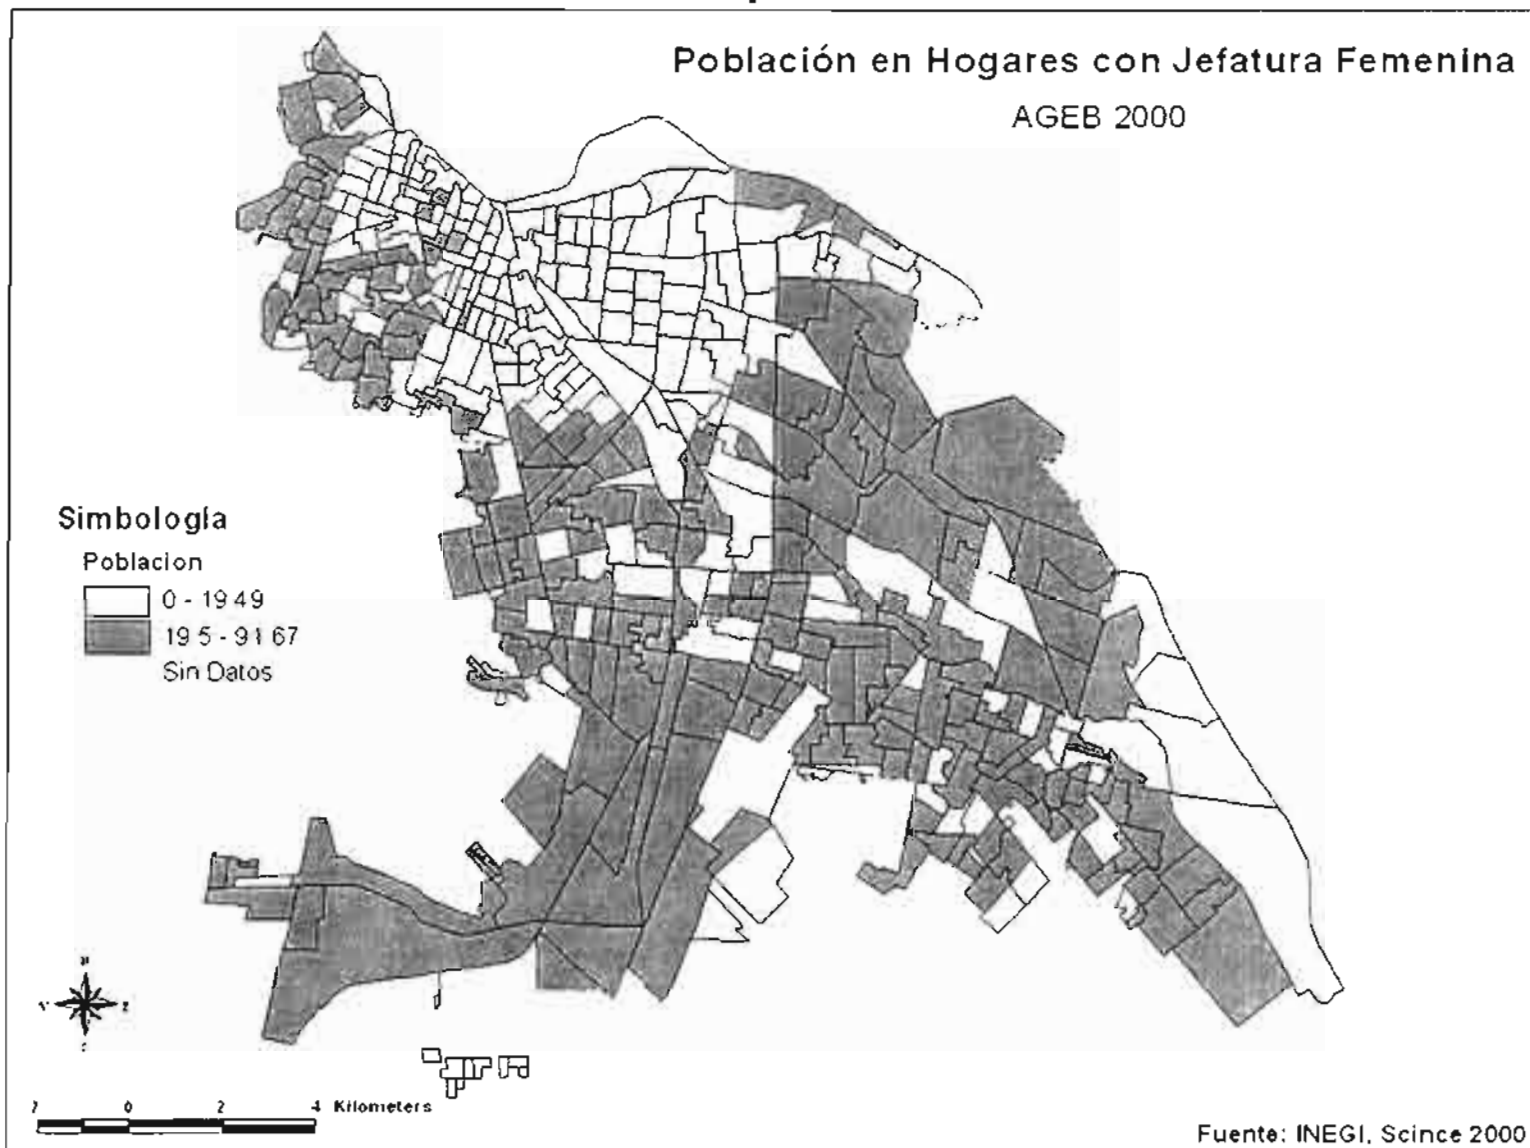 Población en Hogares con Jefatura Femenina
AGEB 2000
Simbología
Poblacion
0 - 19 49
19 5 - 91 67
Sin Datos
2 0 2 4 Kilometers
Fuente: INEGI, Scince 2000